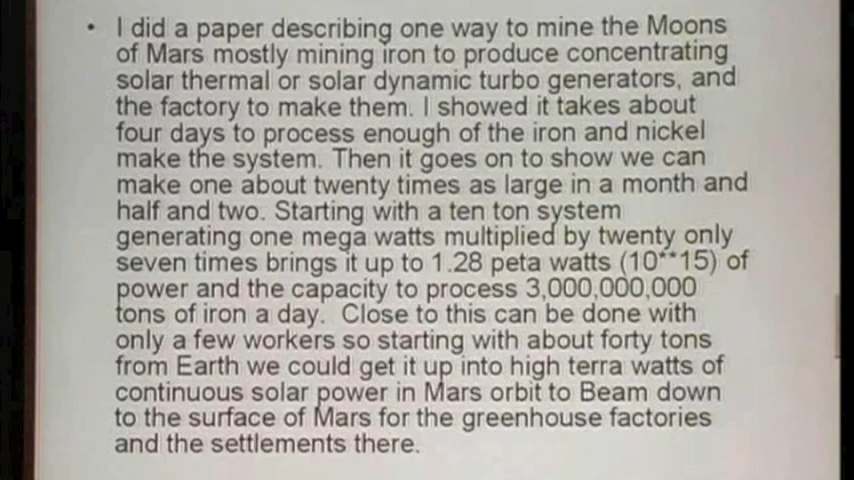 • I did a paper describing one way to mine the Moons
of Mars mostly mining iron to produce concentrating
solar thermal or solar dynamic turbo generators, and
the factory to make them. I showed it takes about
four days to process enough of the iron and nickel
make the system. Then it goes on to show we can
make one about twenty times as large in a month and
half and two. Starting with a ten ton system
generating one mega watts multiplied by twenty only
seven times brings it up to 1.28 peta watts (10**15) of
power and the capacity to process 3,000,000,000
tons of iron a day.  Close to this can be done with
only a few workers so starting with about forty tons
from Earth we could get it up into high terra watts of
continuous solar power in Mars orbit to Beam down
to the surface of Mars for the greenhouse factories
and the settlements there.